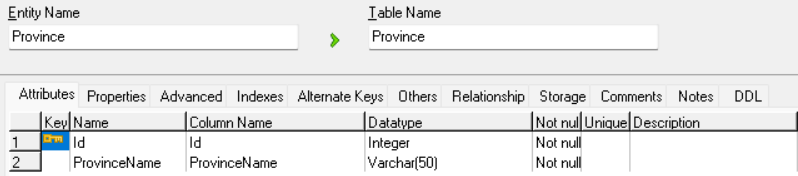 Entity Name Table Name
Province Province
Attributes Properties Advanced Indexes Alternate Keys Others Relationship Storage Comments Notes DDL
Key Name Column Name Datatype Not nul Unique Description
1 Id Id Integer Not null
2 ProvinceName ProvinceName Varchar(50) Not null